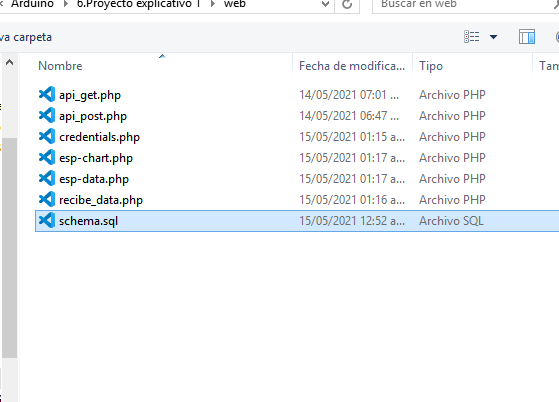 Arduino > 6.Proyecto explicativo 1 > web
Buscar en web
va carpeta
Nombre Fecha de modifica... Tipo Tam
api_get.php 14/05/2021 07:01 ... Archivo PHP
api_post.php 14/05/2021 06:47 ... Archivo PHP
credentials.php 15/05/2021 01:15 a... Archivo PHP
esp-chart.php 15/05/2021 01:17 a... Archivo PHP
esp-data.php 15/05/2021 01:17 a... Archivo PHP
recibe_data.php 15/05/2021 01:16 a... Archivo PHP
schema.sql 15/05/2021 12:52 a... Archivo SQL